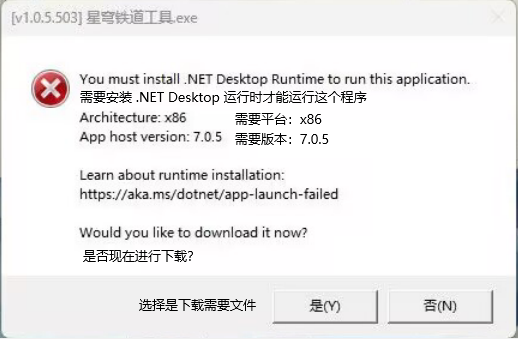 [v1.0.5.503] 星穹铁道工具.exe
You must install .NET Desktop Runtime to run this application.
需要安装 .NET Desktop 运行时才能运行这个程序
Architecture: x86 需要平台：x86
App host version: 7.0.5 需要版本：7.0.5
Learn about runtime installation:
https://aka.ms/dotnet/app-launch-failed
Would you like to download it now?
是否现在进行下载?
选择是下载需要文件 是(Y) 否(N)